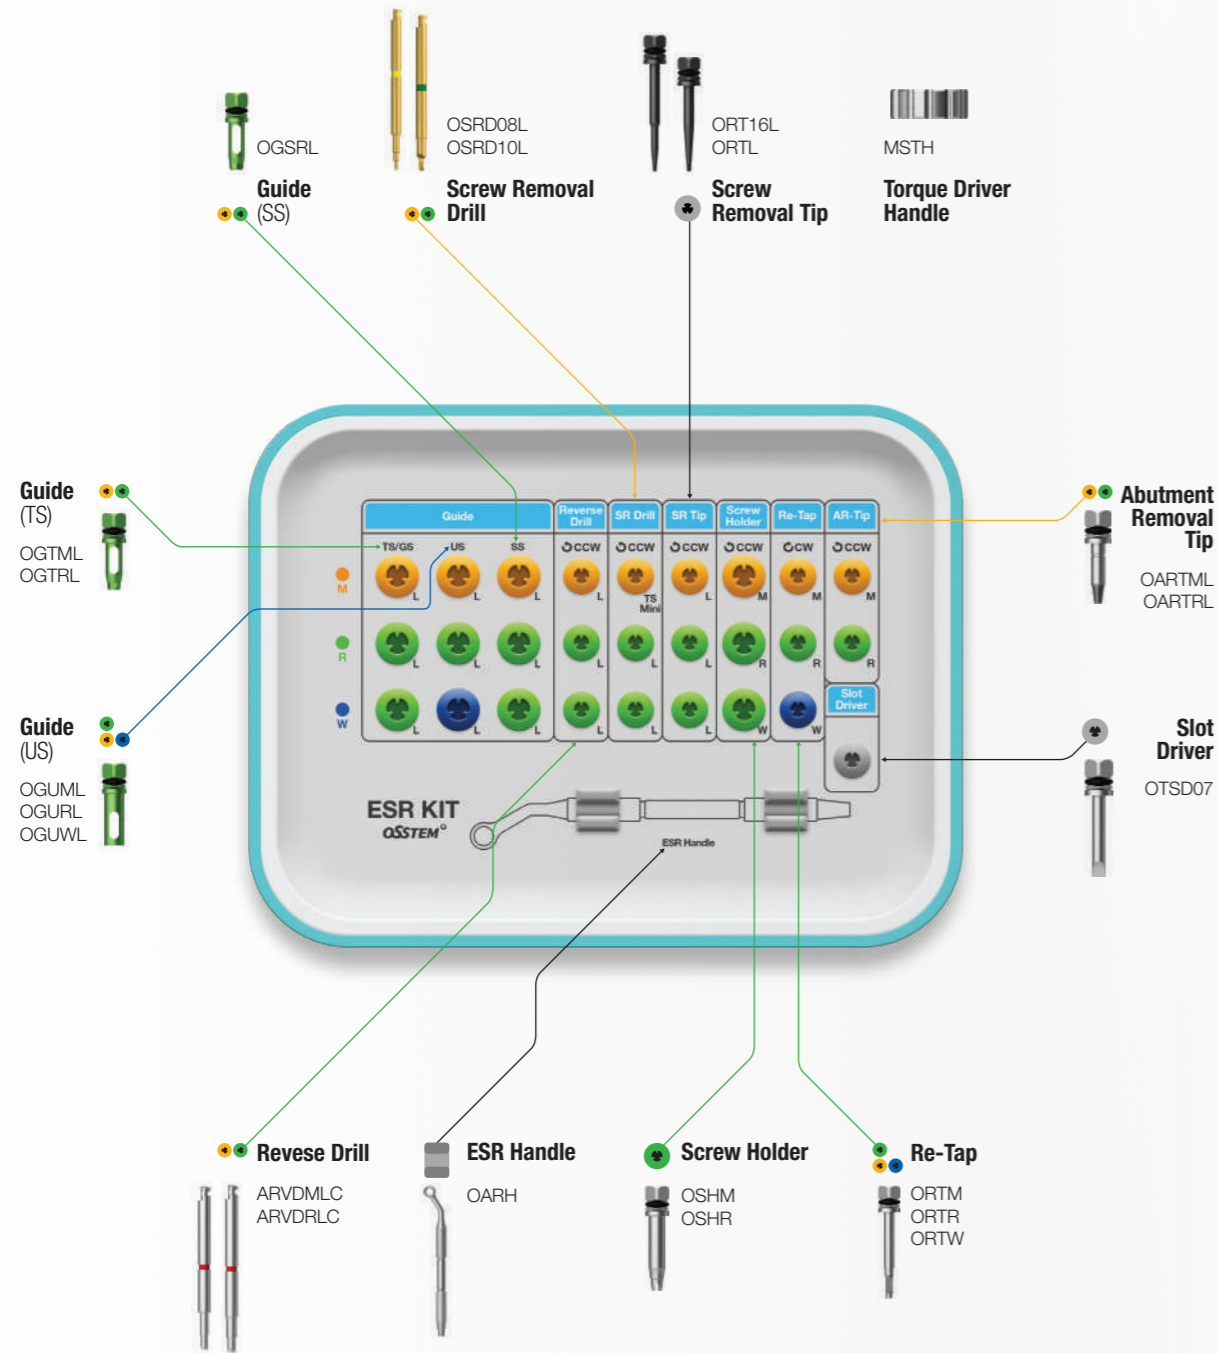 OGSRL
Guide
(SS)
OSRD08L
OSRD10L
Screw Removal
Drill
ORT16L
ORTL
Screw
Removal Tip
MSTH
Torque Driver
Handle
Guide
(TS)
OGTML
OGTRL
Guide
(US)
OGUML
OGURL
OGUWL
Abutment
Removal
Tip
OARTML
OARTRL
Slot
Driver
OTSD07
Guide
Reverse
Drill
SR Drill
SR Tip
Screw
Holder
Re-Tap
AR-Tip
TS/GS
US
SS
CCW
CCW
CCW
CCW
CW
CCW
M
L
L
L
L
TS
Mini
L
M
M
M
R
L
L
L
L
L
L
R
R
R
W
L
L
L
L
L
L
W
W
Slot
Driver
ESR KIT
OSSTEM
ESR Handle
Revese Drill
ARVDMLC
ARVDRLC
ESR Handle
OARH
Screw Holder
OSHM
OSHR
Re-Tap
ORTM
ORTR
ORTW